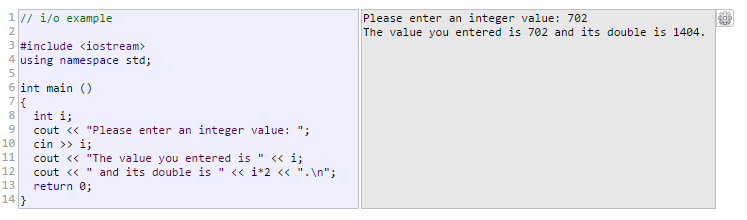 1 // i/o example
2
3 #include <iostream>
4 using namespace std;
5
6 int main ()
7 {
8   int i;
9   cout << "Please enter an integer value: ";
10   cin >> i;
11   cout << "The value you entered is " << i;
12   cout << " and its double is " << i*2 << ".\n";
13   return 0;
14 }
Please enter an integer value: 702
The value you entered is 702 and its double is 1404.